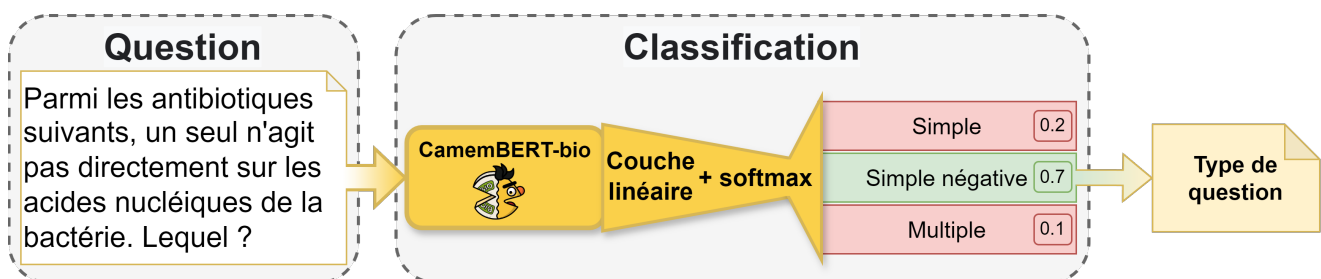 Question
Parmi les antibiotiques
suivants, un seul n'agit
pas directement sur les
acides nucléiques de la
bactérie. Lequel ?
Classification
CamemBERT-bio
Couche
linéaire
+ softmax
Simple
0.2
Simple négative
0.7
Multiple
0.1
Type de
question